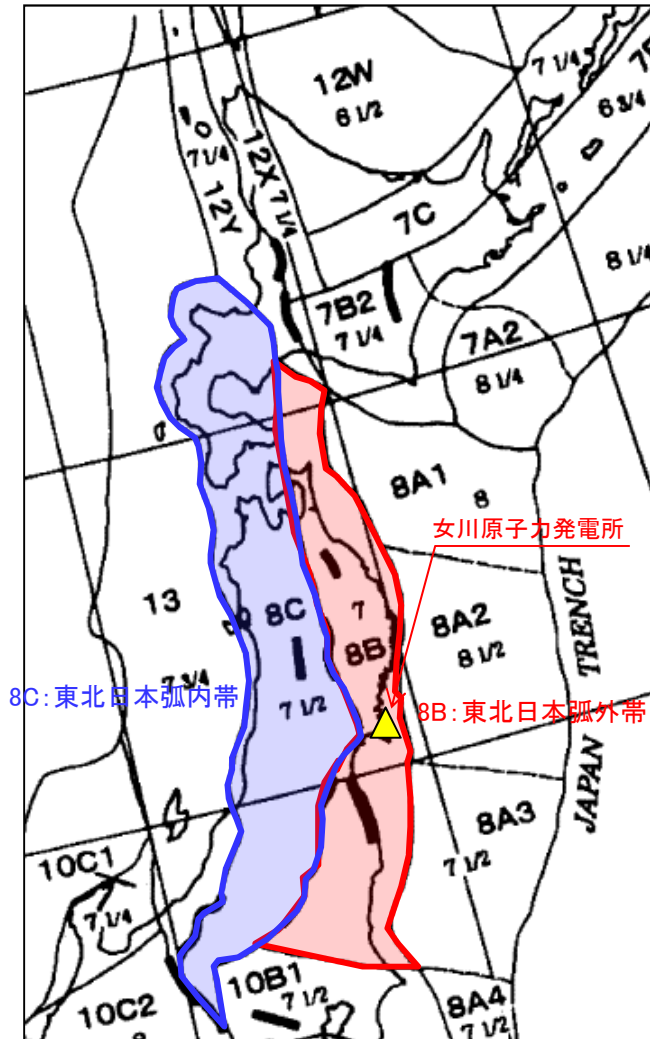 12W
6 1/2
7 1/4
6 3/4
7 1/4
12X
7 1/4
12Y
7C
8 1/4
7B2
7 1/4
7A2
8 1/4
8A1
8
女川原子力発電所
13
7 3/4
8C
7 1/2
7
8B
8A2
8 1/2
JAPAN TRENCH
8C:東北日本弧内帯
8B:東北日本弧外帯
8A3
7 1/2
10C1
7 1/4
10B1
7 1/2
10C2
8A4
7 1/2